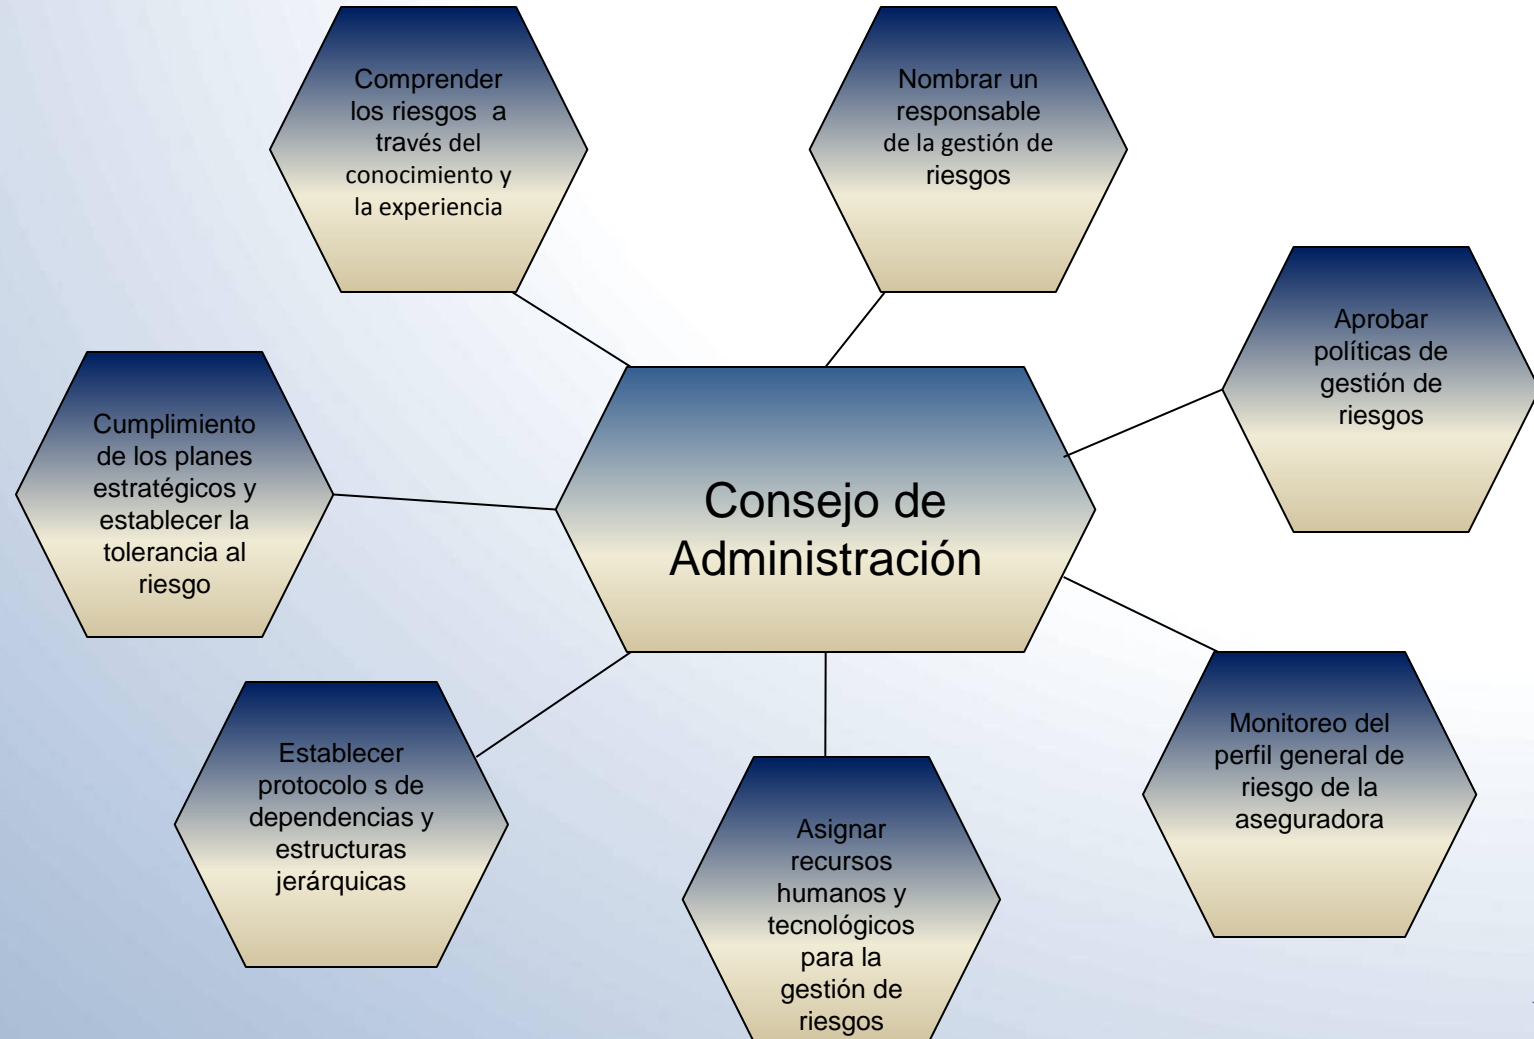 Comprender
los riesgos a
través del
conocimiento y
la experiencia
Nombrar un
responsable
de la gestión de
riesgos
Aprobar
políticas de
gestión de
riesgos
Cumplimiento
de los planes
estratégicos y
establecer la
tolerancia al
riesgo
Consejo de
Administración
Monitoreo del
perfil general de
riesgo de la
aseguradora
Establecer
protocolo s de
dependencias y
estructuras
jerárquicas
Asignar
recursos
humanos y
tecnológicos
para la
gestión de
riesgos